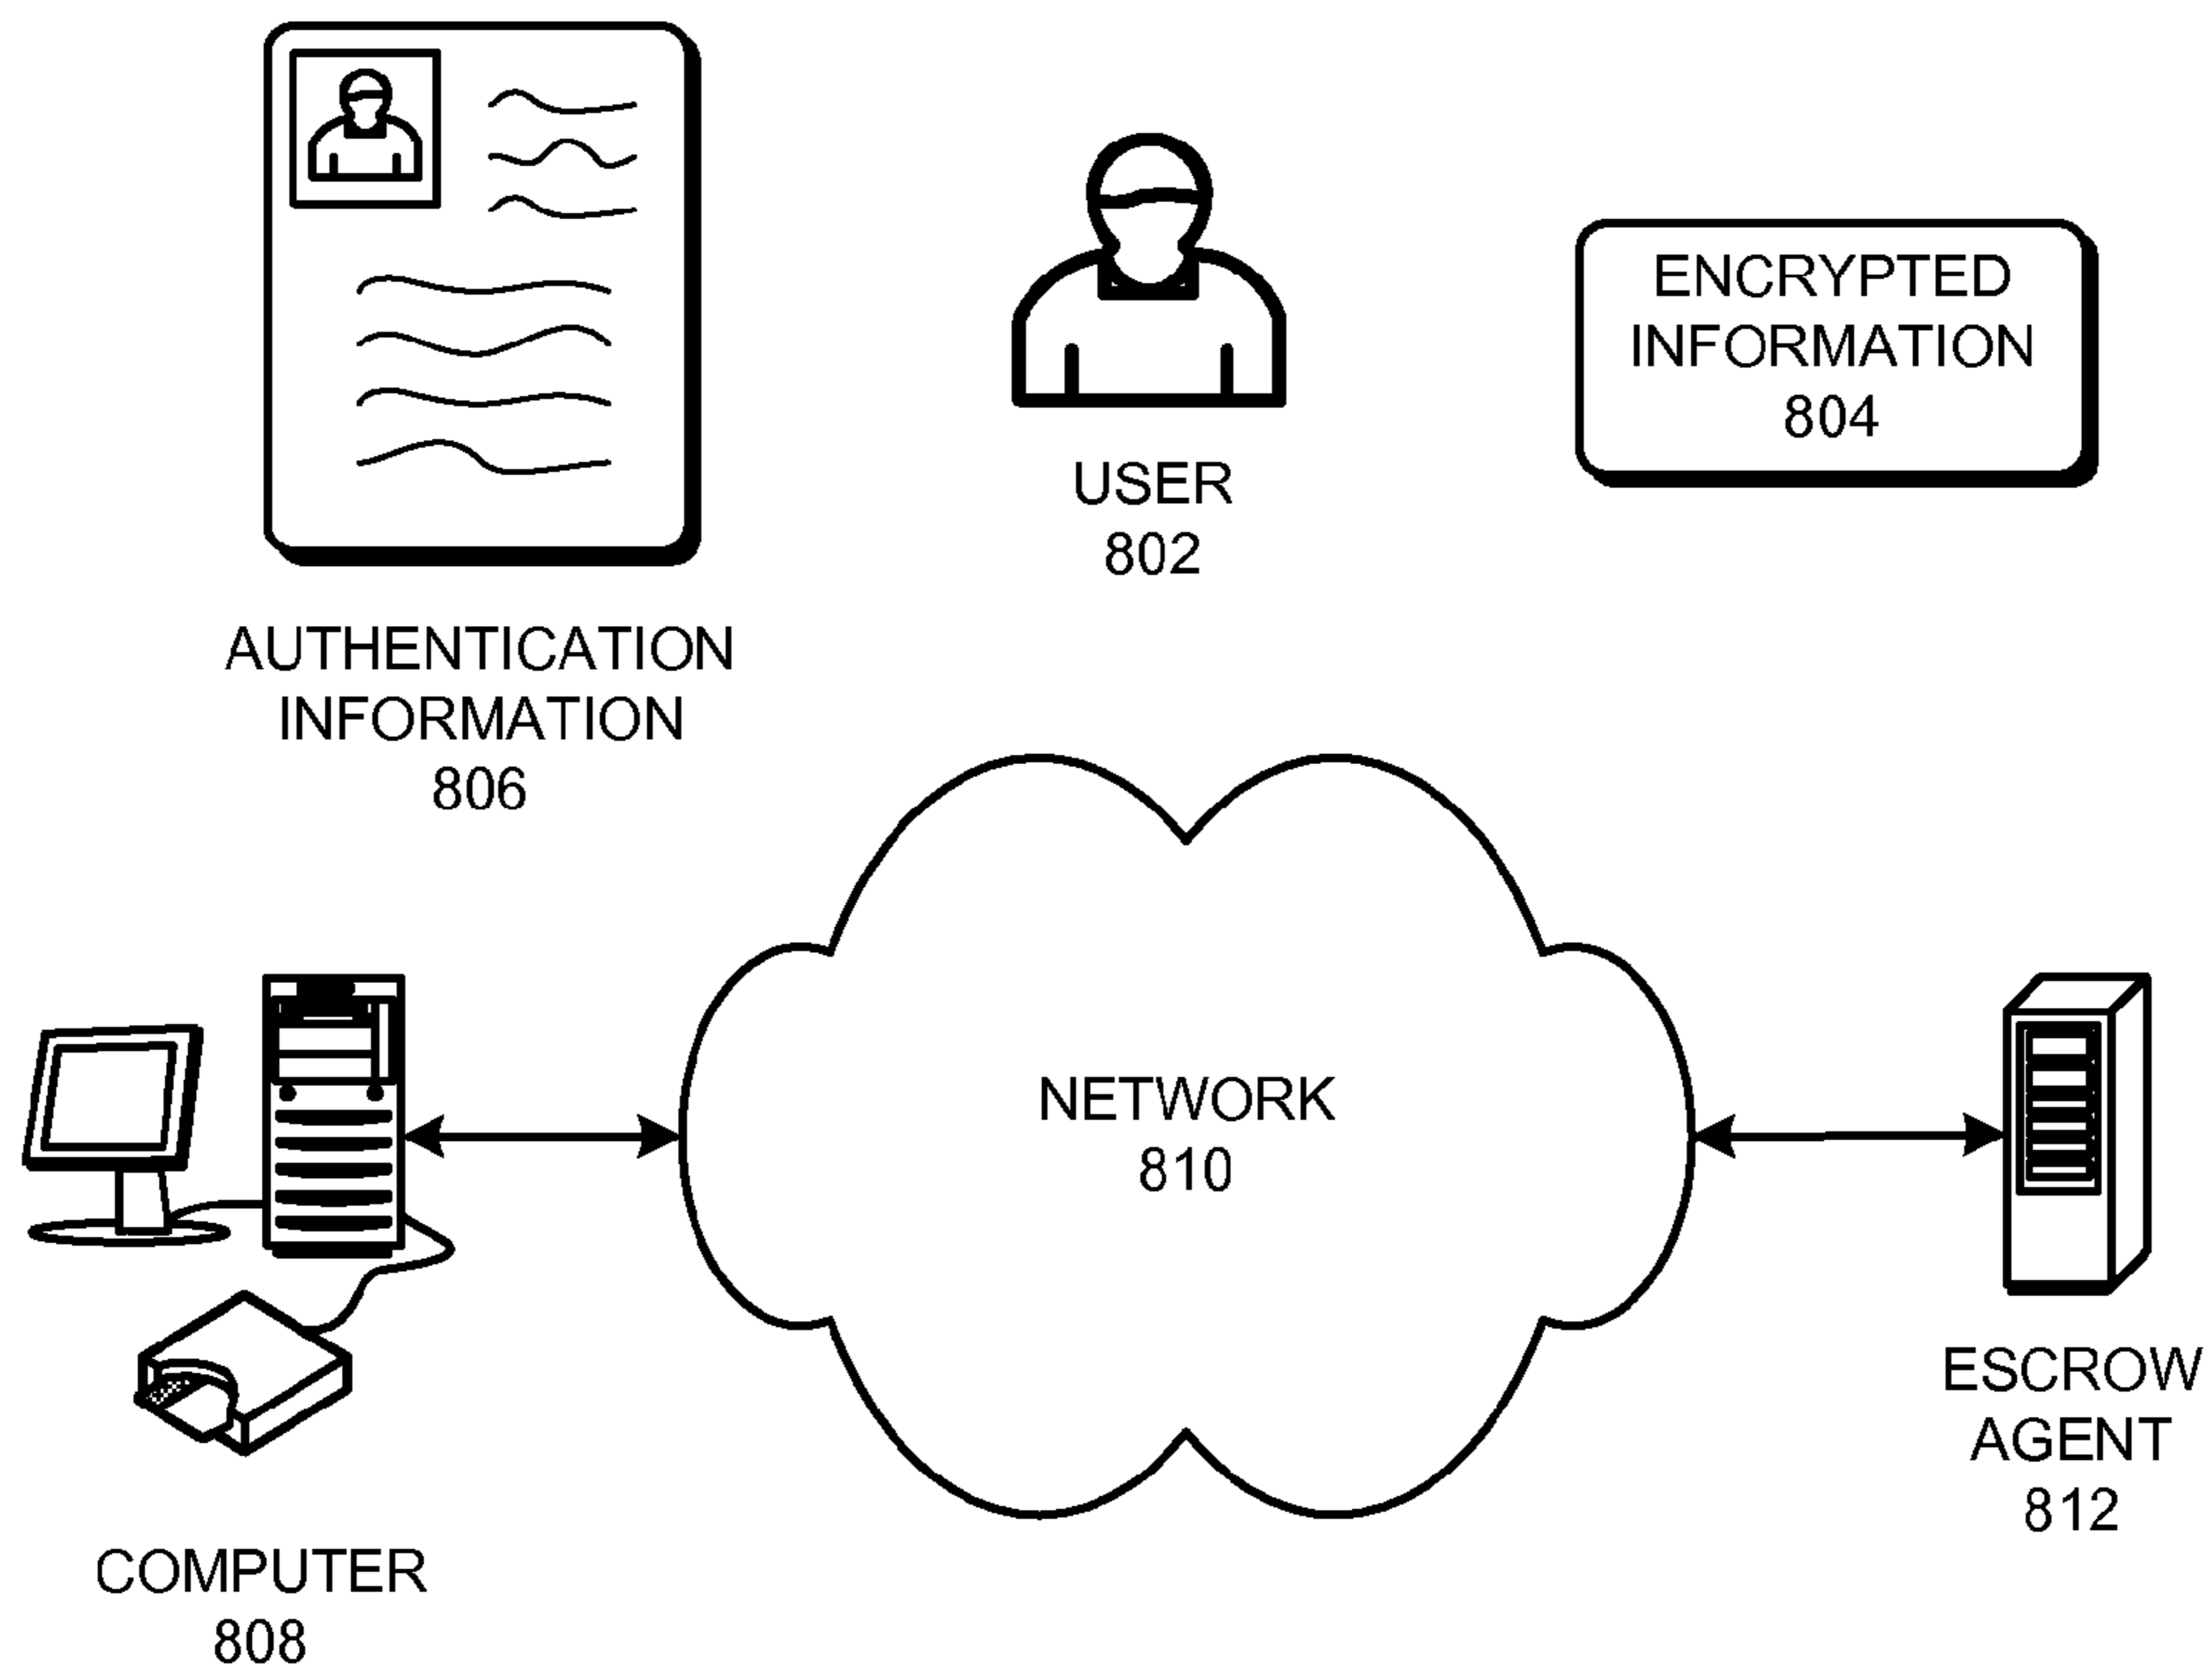 USER
802
ENCRYPTED
INFORMATION
804
AUTHENTICATION
INFORMATION
806
NETWORK
810
ESCROW
AGENT
812
COMPUTER
808